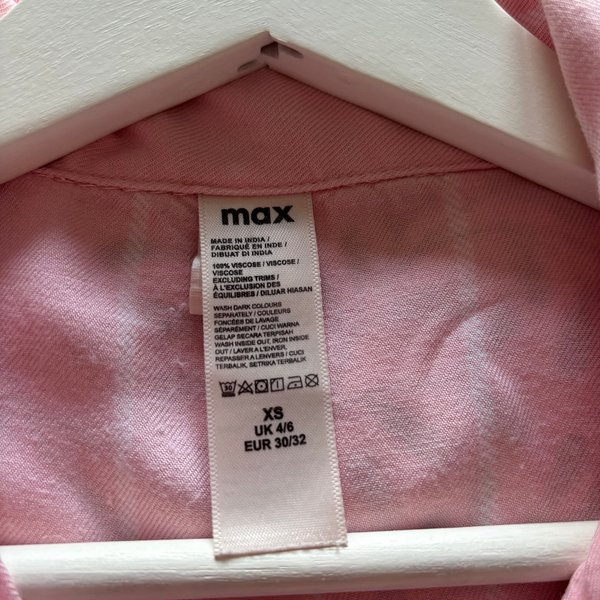 max
MADE IN INDIA /
FABRIQUÉ EN INDE /
DIBUAT DI INDIA
100% VISCOSE / VISCOSE /
VISCOSE
EXCLUDING TRIMS /
À L'EXCLUSION DES
ÉQUILIBRES / DILUAR HIASAN
WASH DARK COLOURS
SEPARATELY / COULEURS
FONCÉES DE LAVAGE
SÉPARÉMENT / CUCI WARNA
GELAP SECARA TERPISAH
WASH INSIDE OUT, IRON INSIDE
OUT / LAVER A L'ENVER,
REPASSER A LENVERS / CUCI
TERBALIK, SETRIKA TERBALIK
XS
UK 4/6
EUR 30/32